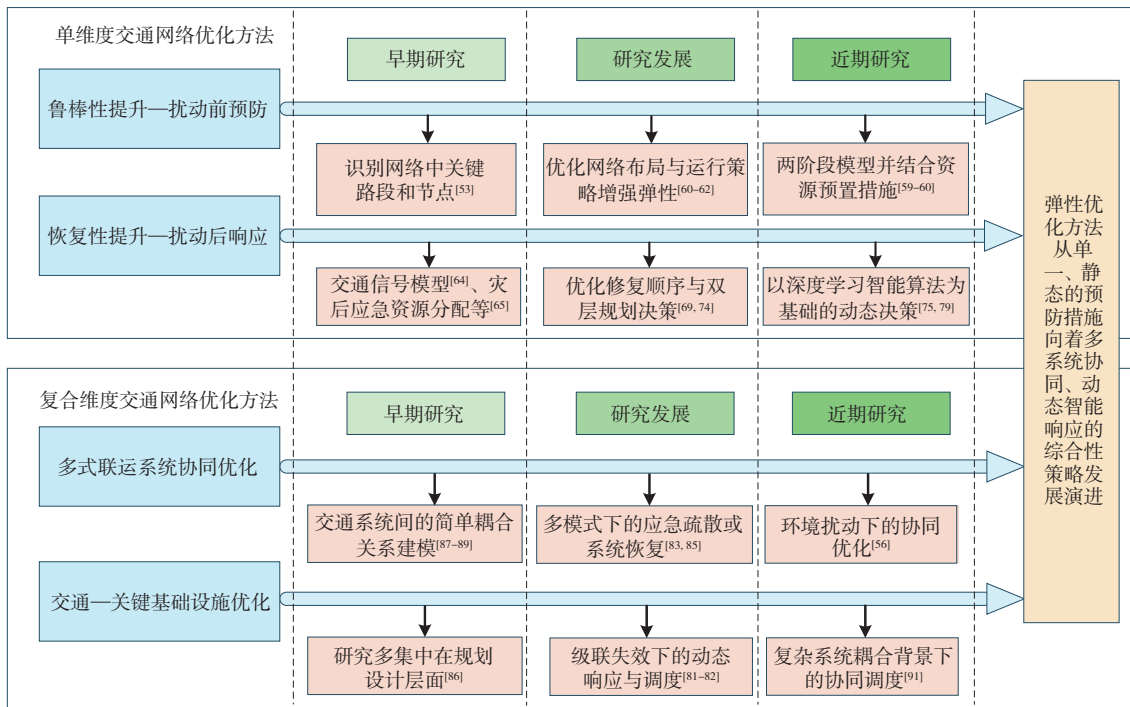 单维度交通网络优化方法
早期研究
研究发展
近期研究
鲁棒性提升—扰动前预防
识别网络中关键
路段和节点[53]
优化网络布局与运行策
略增强弹性[60-62]
两阶段模型并结合资
源预置措施[59-60]
恢复性提升—扰动后响应
交通信号模型[64]、灾
后应急资源分配等[65]
优化修复顺序与双
层规划决策[69, 74]
以深度学习智能算法为
基础的动态决策[75, 79]
复合维度交通网络优化方法
早期研究
研究发展
近期研究
多式联运系统协同优化
交通系统间的简单耦合
关系建模[87-89]
多模式下的应急疏散或
系统恢复[83, 85]
环境扰动下的协同
优化[56]
交通—关键基础设施优化
研究多集中在规划
设计层面[86]
级联失效下的动态
响应与调度[81-82]
复杂系统耦合背景下
的协同调度[91]
弹性优
化方法
从单
一、静
态的预
防措施
向着多
系统协
同、动
态智能
响应的
综合性
策略发
展演进